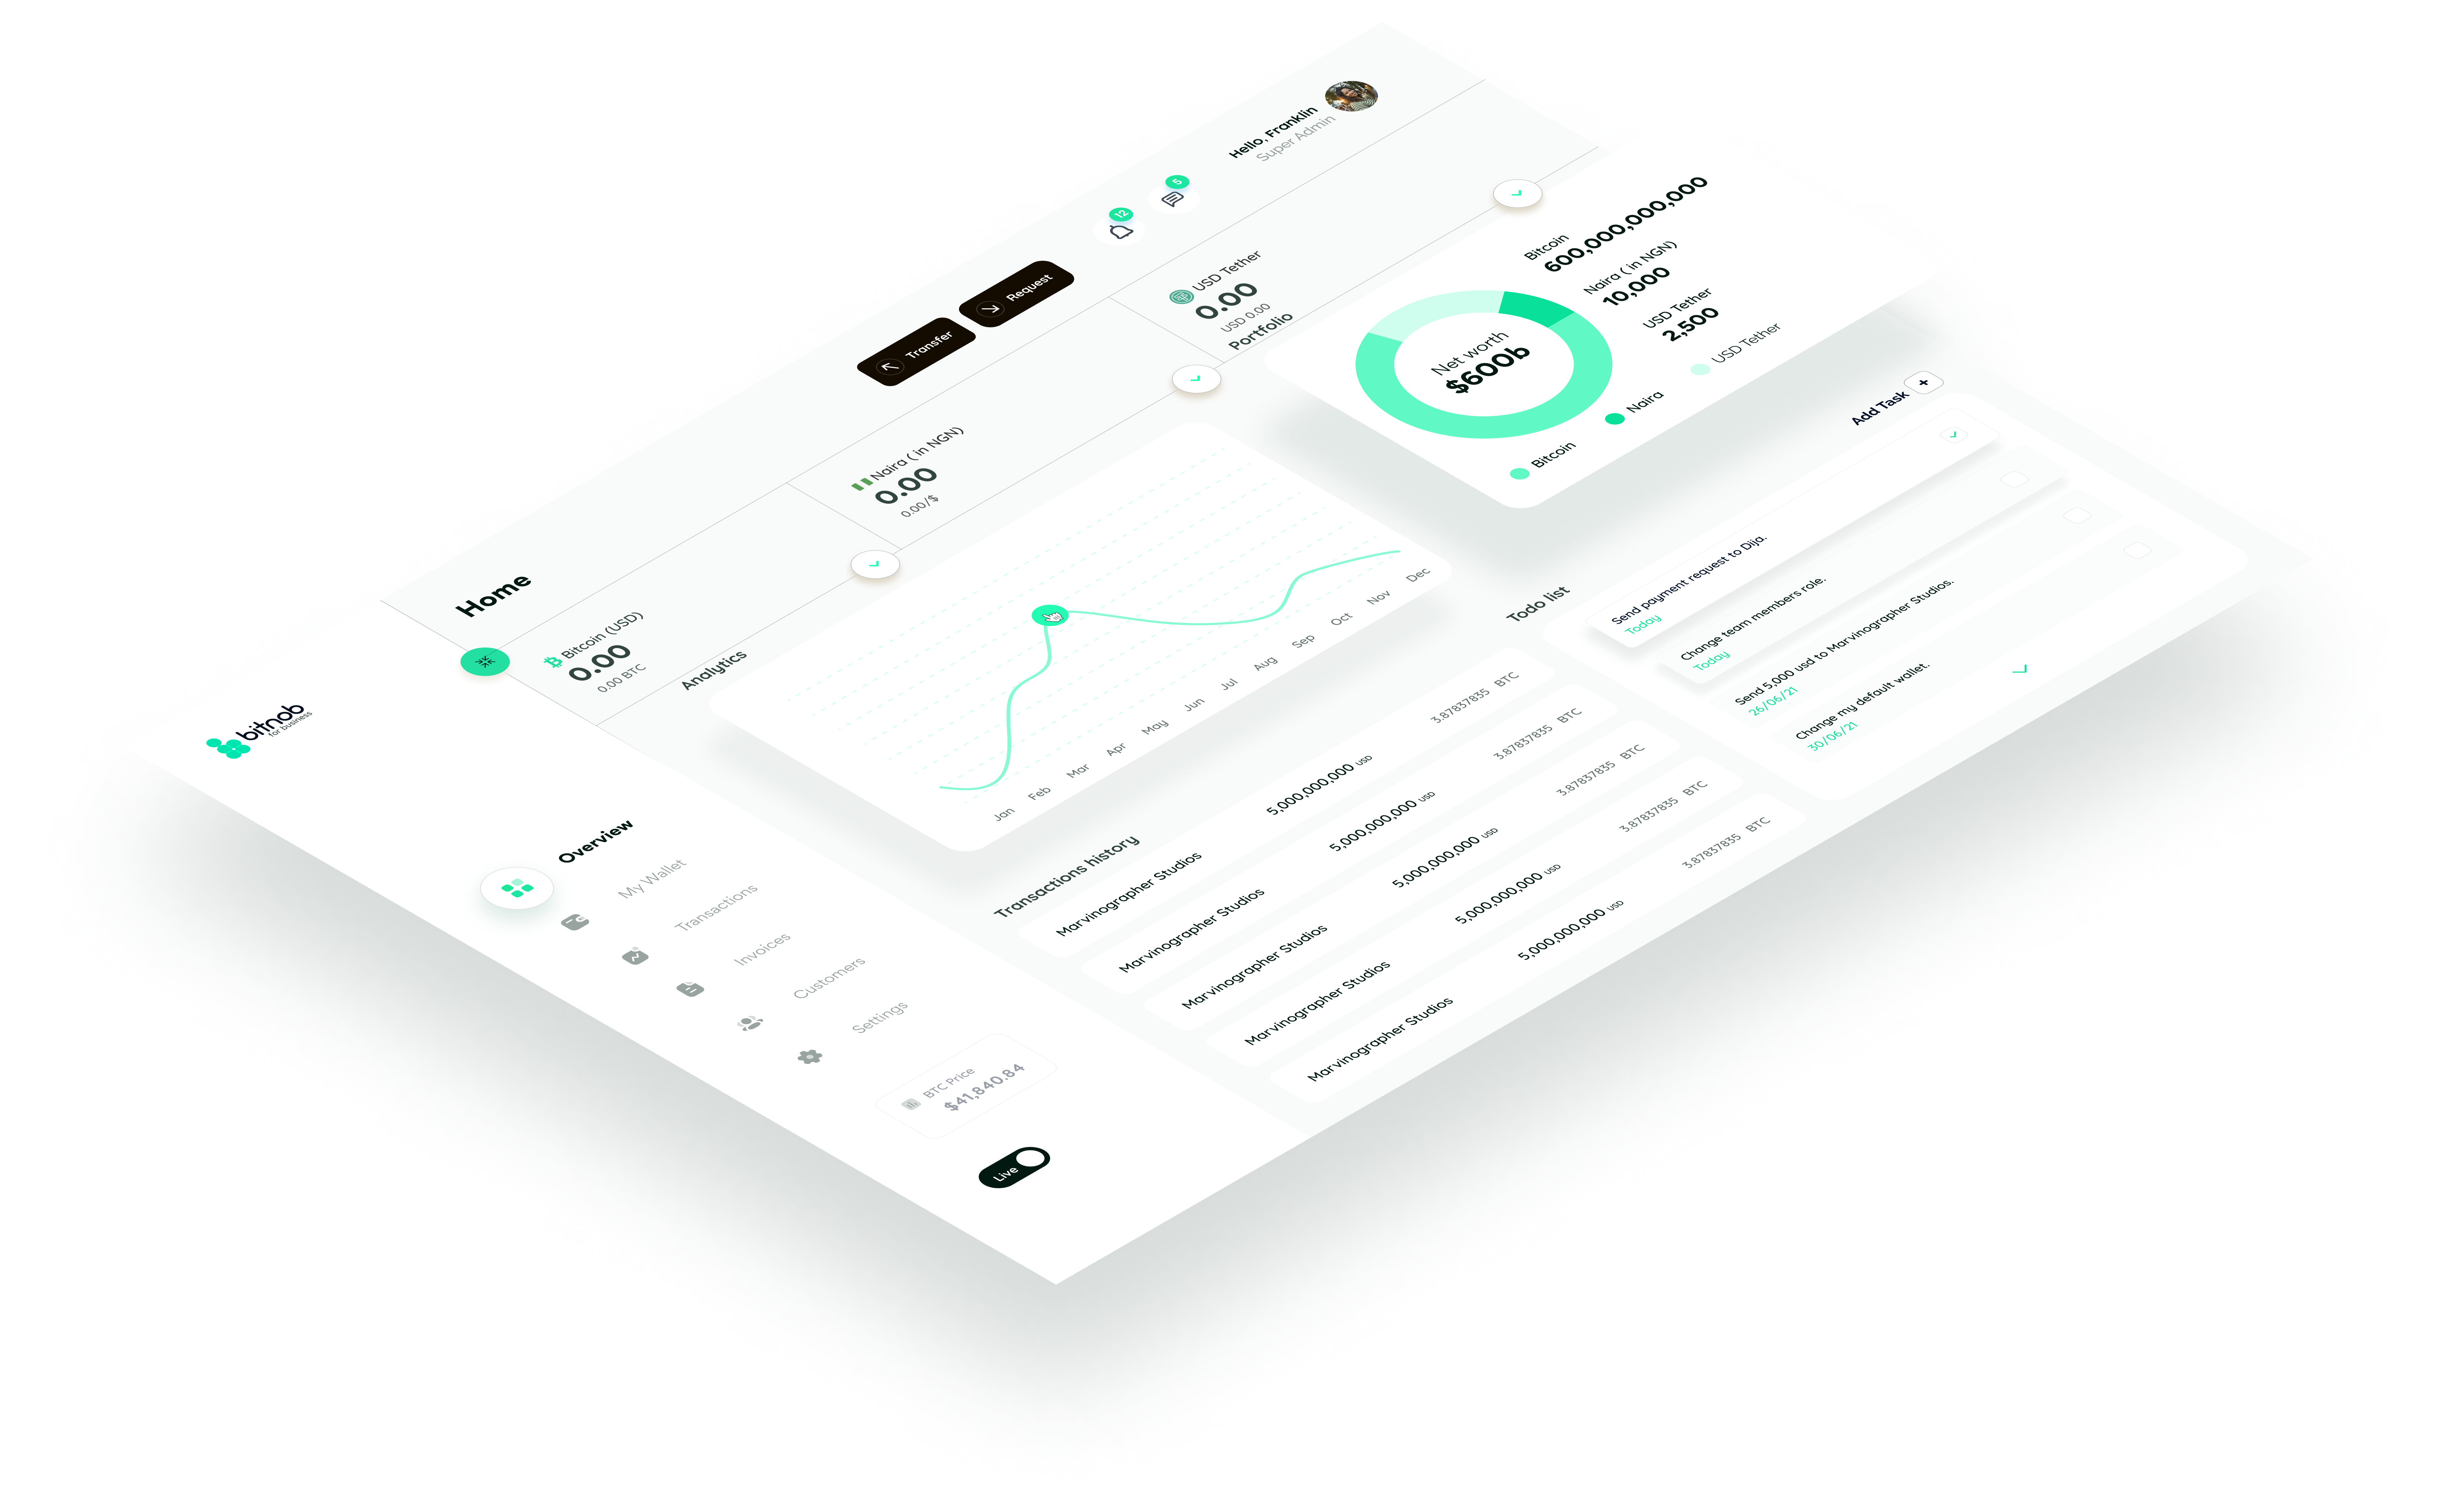 bitnob
for business
Overview
My Wallet
Transactions
Invoices
Customers
Settings
BTC Price
$41,840.84
Live
Home
Transfer
Request
12
5
Hello, Franklin
Super Admin
Bitcoin (USD)
0.00
0.00 BTC
Naira ( in NGN)
0.00
0.00/$
USD Tether
0.00
USD 0.00
Analytics
Jan
Feb
Mar
Apr
May
Jun
Jul
Aug
Sep
Oct
Nov
Dec
Portfolio
Net worth
$600b
Bitcoin
600,000,000,000
Naira ( in NGN)
10,000
USD Tether
2,500
Bitcoin
Naira
USD Tether
Transactions history
Marvinographer Studios 5,000,000,000 USD 3.87837835 BTC
Marvinographer Studios 5,000,000,000 USD 3.87837835 BTC
Marvinographer Studios 5,000,000,000 USD 3.87837835 BTC
Marvinographer Studios 5,000,000,000 USD 3.87837835 BTC
Marvinographer Studios 5,000,000,000 USD 3.87837835 BTC
Todo list
Add Task
Send payment request to Dija.
Today
Change team members role.
Today
Send 5,000 usd to Marvinographer Studios.
26/06/21
Change my default wallet.
30/06/21